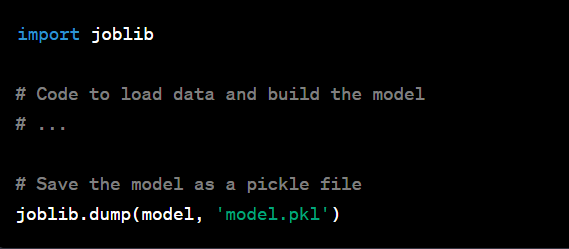 import joblib
# Code to load data and build the model
# ...
# Save the model as a pickle file
joblib.dump(model, 'model.pkl')